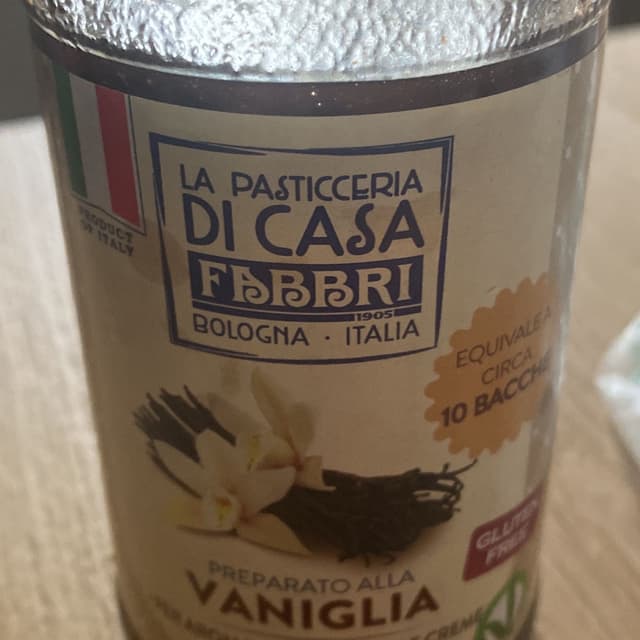 PRODUCT
OF ITALY
LA PASTICCERIA
DI CASA
FABBRI
1905
BOLOGNA · ITALIA
EQUIVALE A
CIRCA
10 BACCHE
GLUTEN
FREE
PREPARATO ALLA
VANIGLIA
CREME